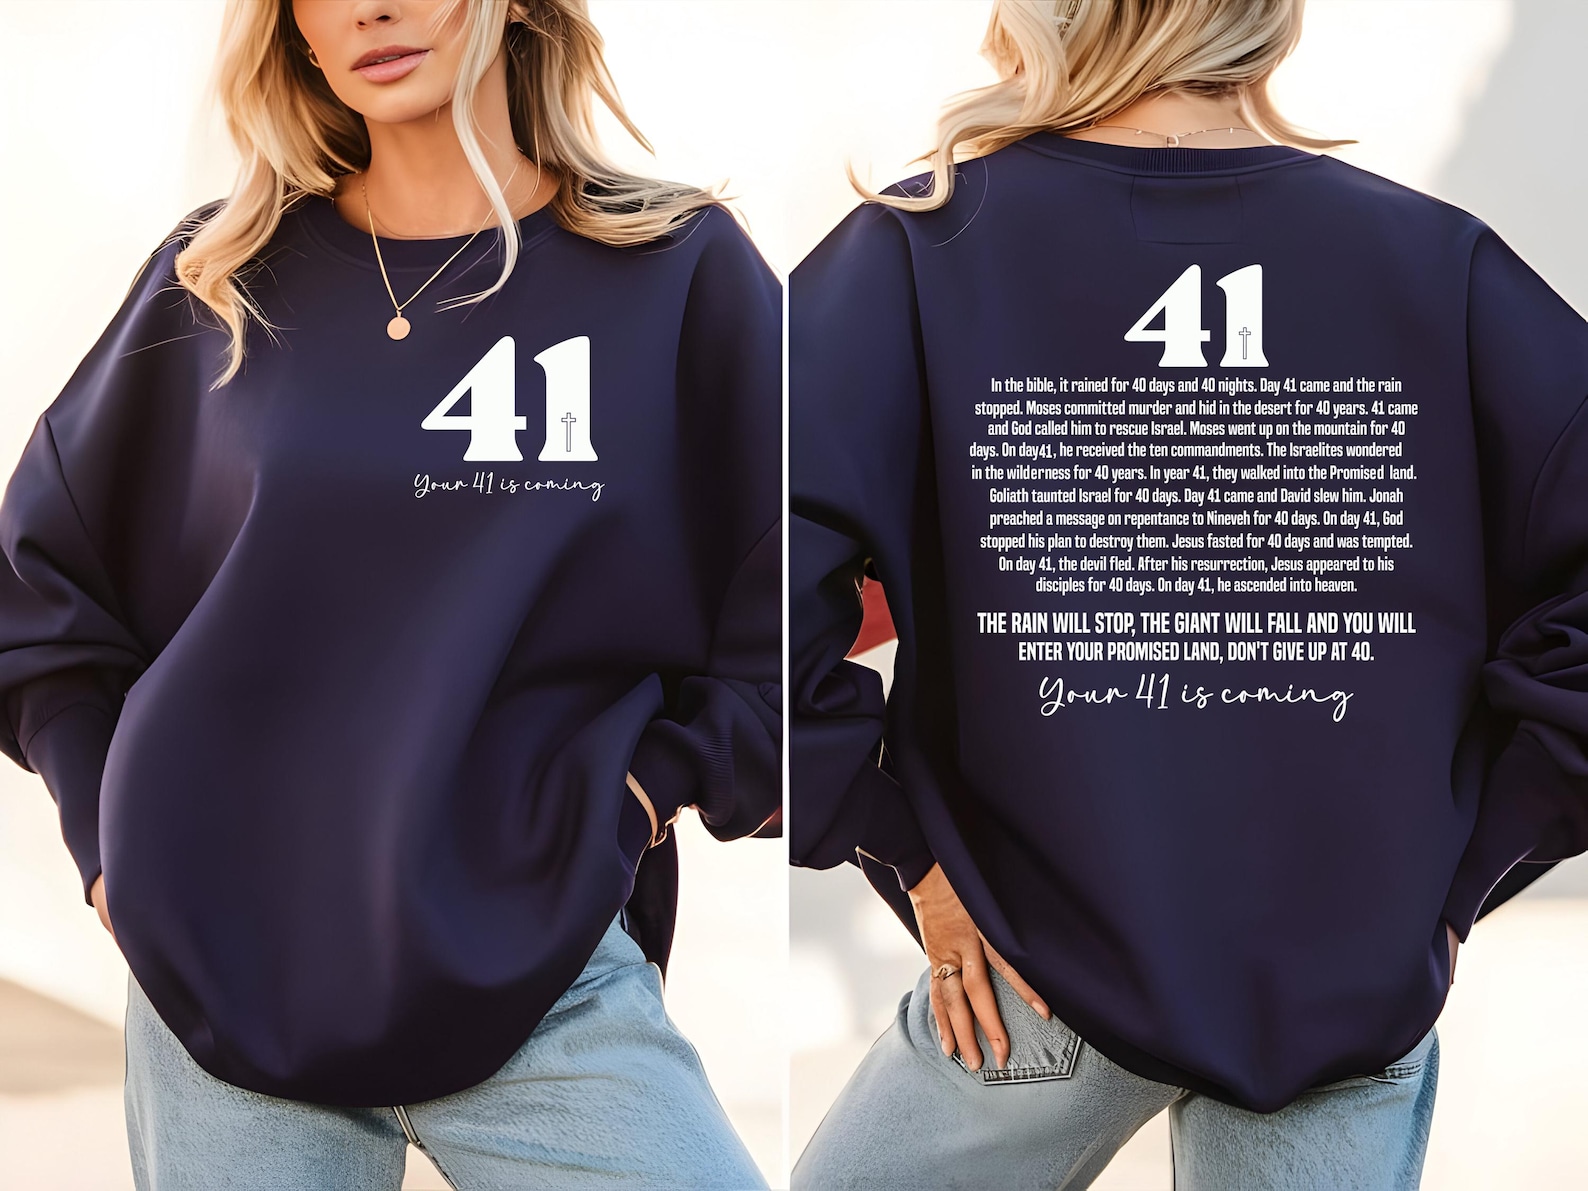 41
Your 41 is coming
41
In the bible, it rained for 40 days and 40 nights. Day 41 came and the rain
stopped. Moses committed murder and hid in the desert for 40 years. 41 came
and God called him to rescue Israel. Moses went up on the mountain for 40
days. On day41, he received the ten commandments. The Israelites wondered
in the wilderness for 40 years. In year 41, they walked into the Promised land.
Goliath taunted Israel for 40 days. Day 41 came and David slew him. Jonah
preached a message on repentance to Nineveh for 40 days. On day 41, God
stopped his plan to destroy them. Jesus fasted for 40 days and was tempted.
On day 41, the devil fled. After his resurrection, Jesus appeared to his
disciples for 40 days. On day 41, he ascended into heaven.
THE RAIN WILL STOP, THE GIANT WILL FALL AND YOU WILL
ENTER YOUR PROMISED LAND, DON'T GIVE UP AT 40.
Your 41 is coming